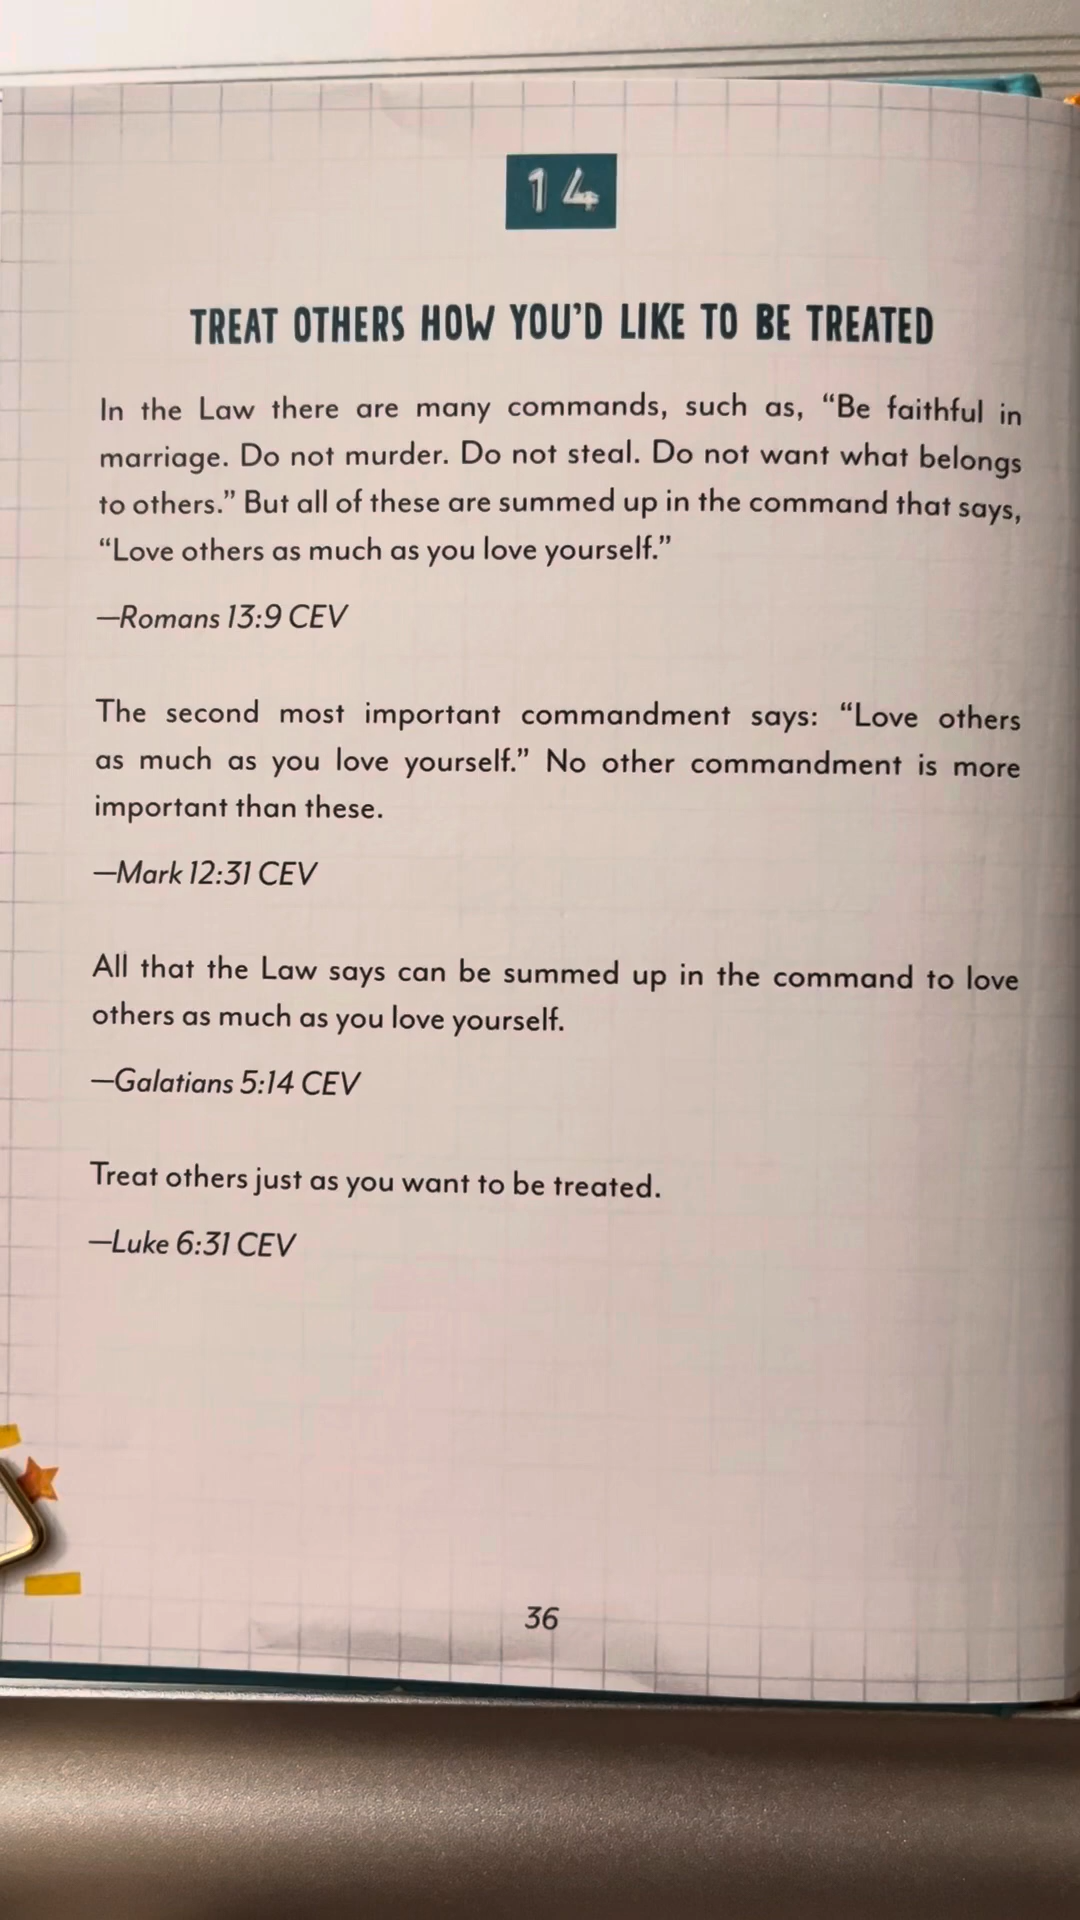 14
TREAT OTHERS HOW YOU'D LIKE TO BE TREATED
In the Law there are many commands, such as, “Be faithful in
marriage. Do not murder. Do not steal. Do not want what belongs
to others.” But all of these are summed up in the command that says,
“Love others as much as you love yourself.”
—Romans 13:9 CEV
The second most important commandment says: “Love others
as much as you love yourself.” No other commandment is more
important than these.
—Mark 12:31 CEV
All that the Law says can be summed up in the command to love
others as much as you love yourself.
—Galatians 5:14 CEV
Treat others just as you want to be treated.
—Luke 6:31 CEV
36